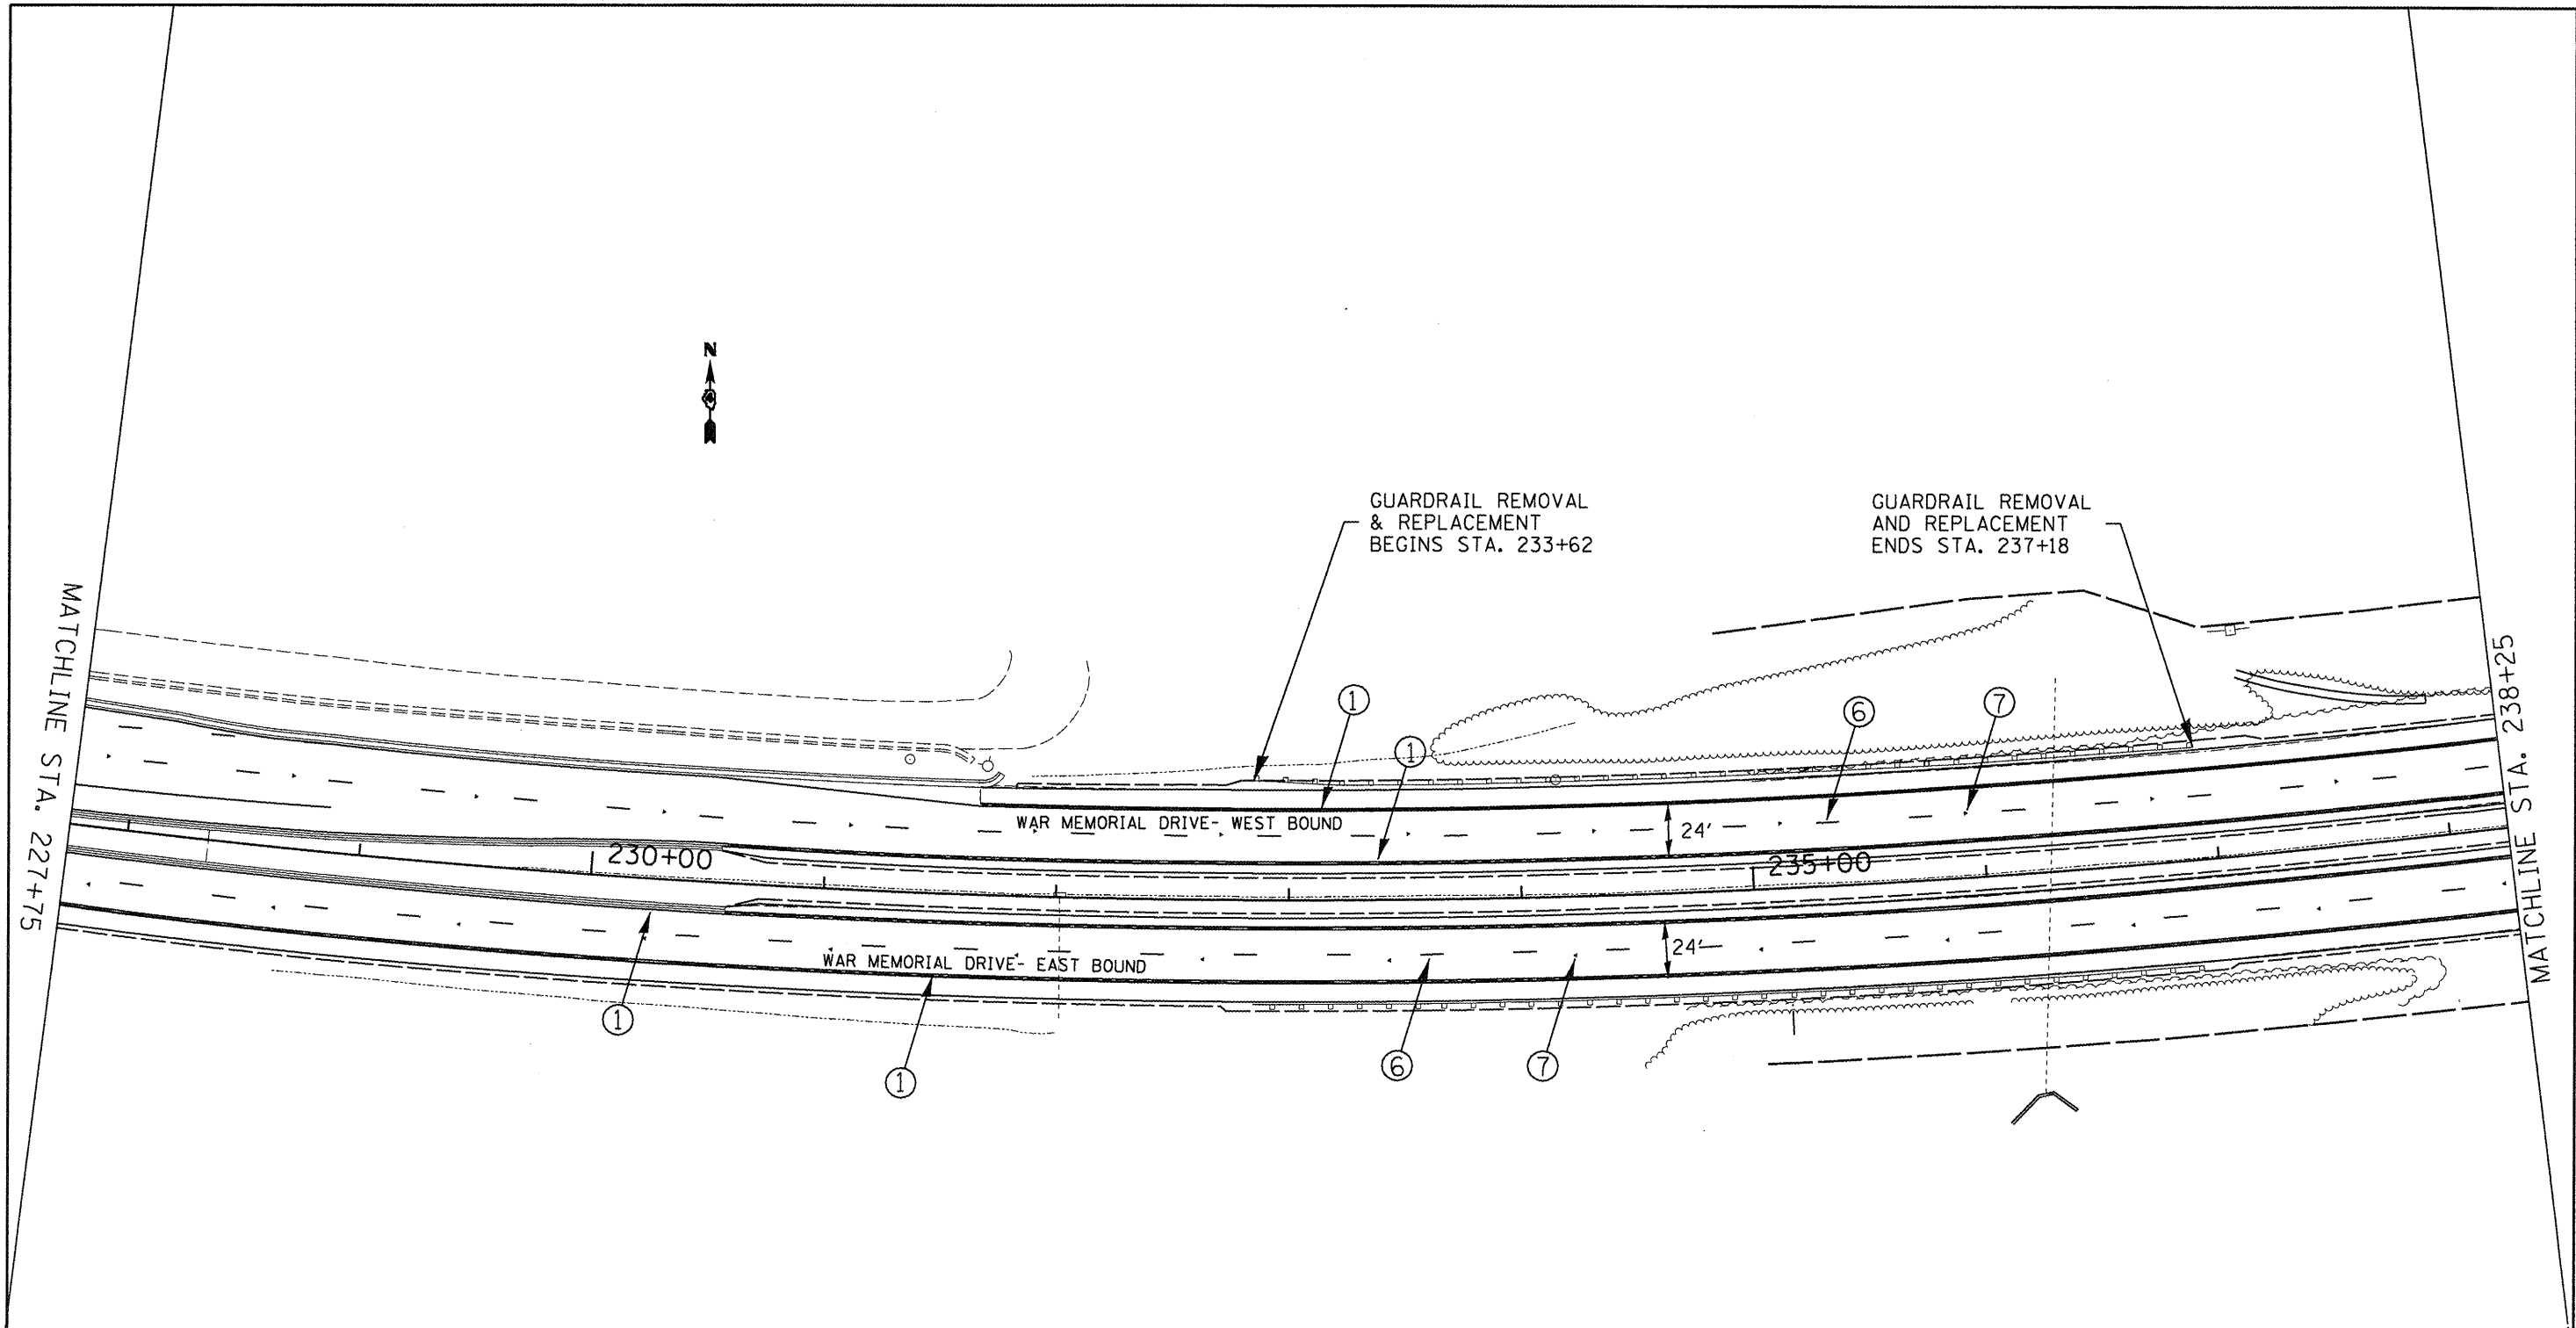 N
GUARDRAIL REMOVAL
& REPLACEMENT
BEGINS STA. 233+62
GUARDRAIL REMOVAL
AND REPLACEMENT
ENDS STA. 237+18
MATCHLINE STA. 227+75
MATCHLINE STA. 238+25
1
6
7
1
WAR MEMORIAL DRIVE- WEST BOUND
24'
230+00
235+00
24'
WAR MEMORIAL DRIVE- EAST BOUND
1
6
7
1